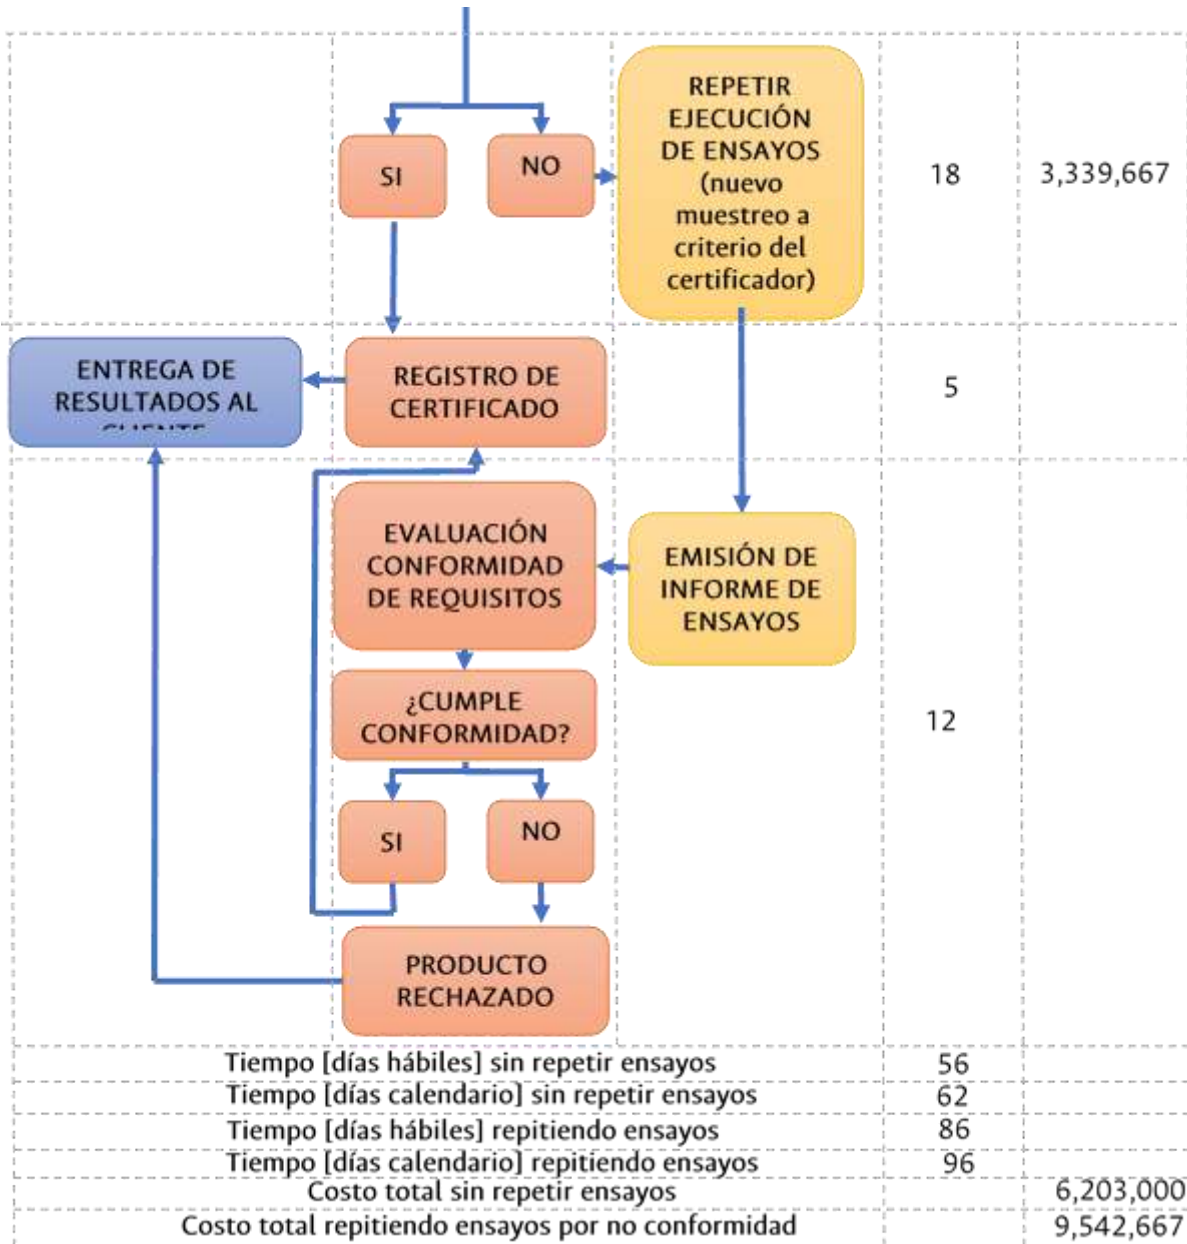 REPETIR
EJECUCIÓN
DE ENSAYOS
(nuevo
muestreo a
criterio del
certificador)
SI
NO
18
3,339,667
ENTREGA DE
RESULTADOS AL
REGISTRO DE
CERTIFICADO
5
EVALUACIÓN
CONFORMIDAD
DE REQUISITOS
EMISIÓN DE
INFORME DE
ENSAYOS
¿CUMPLE
CONFORMIDAD?
12
SI
NO
PRODUCTO
RECHAZADO
Tiempo [días hábiles] sin repetir ensayos 56
Tiempo [días calendario] sin repetir ensayos 62
Tiempo [días hábiles] repitiendo ensayos 86
Tiempo [días calendario] repitiendo ensayos 96
Costo total sin repetir ensayos 6,203,000
Costo total repitiendo ensayos por no conformidad 9,542,667